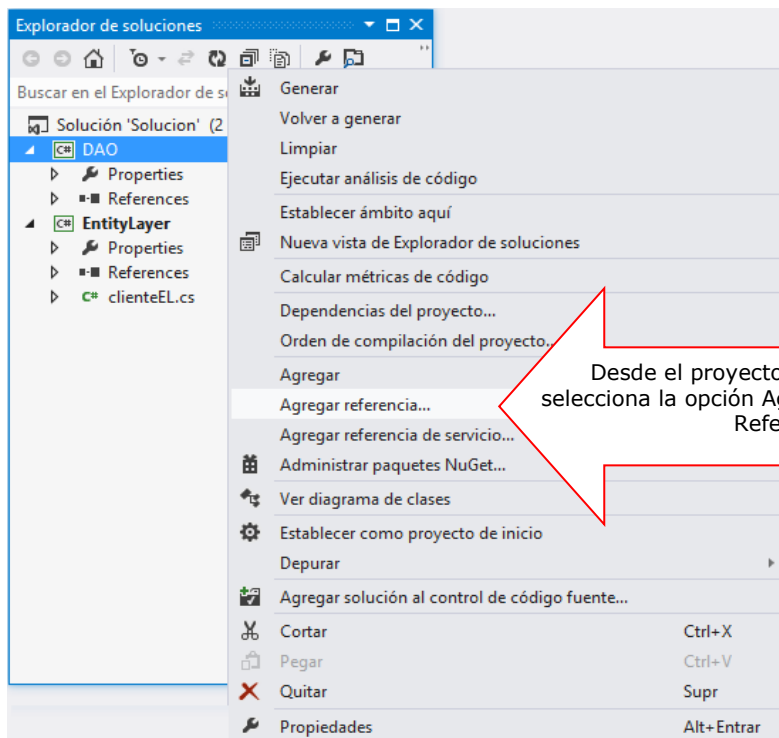 Explorador de soluciones
Buscar en el Explorador de
Solución 'Solucion' (2
C# DAO
Properties
References
C# EntityLayer
Properties
References
C# clienteEL.cs
Generar
Volver a generar
Limpiar
Ejecutar análisis de código
Establecer ámbito aquí
Nueva vista de Explorador de soluciones
Calcular métricas de código
Dependencias del proyecto...
Orden de compilación del proyecto...
Agregar
Agregar referencia...
Agregar referencia de servicio...
Administrar paquetes NuGet...
Ver diagrama de clases
Establecer como proyecto de inicio
Depurar
Agregar solución al control de código fuente...
Cortar Ctrl+X
Pegar Ctrl+V
Quitar Supr
Propiedades Alt+Entrar
Desde el proyecto
selecciona la opción Ag
Refe